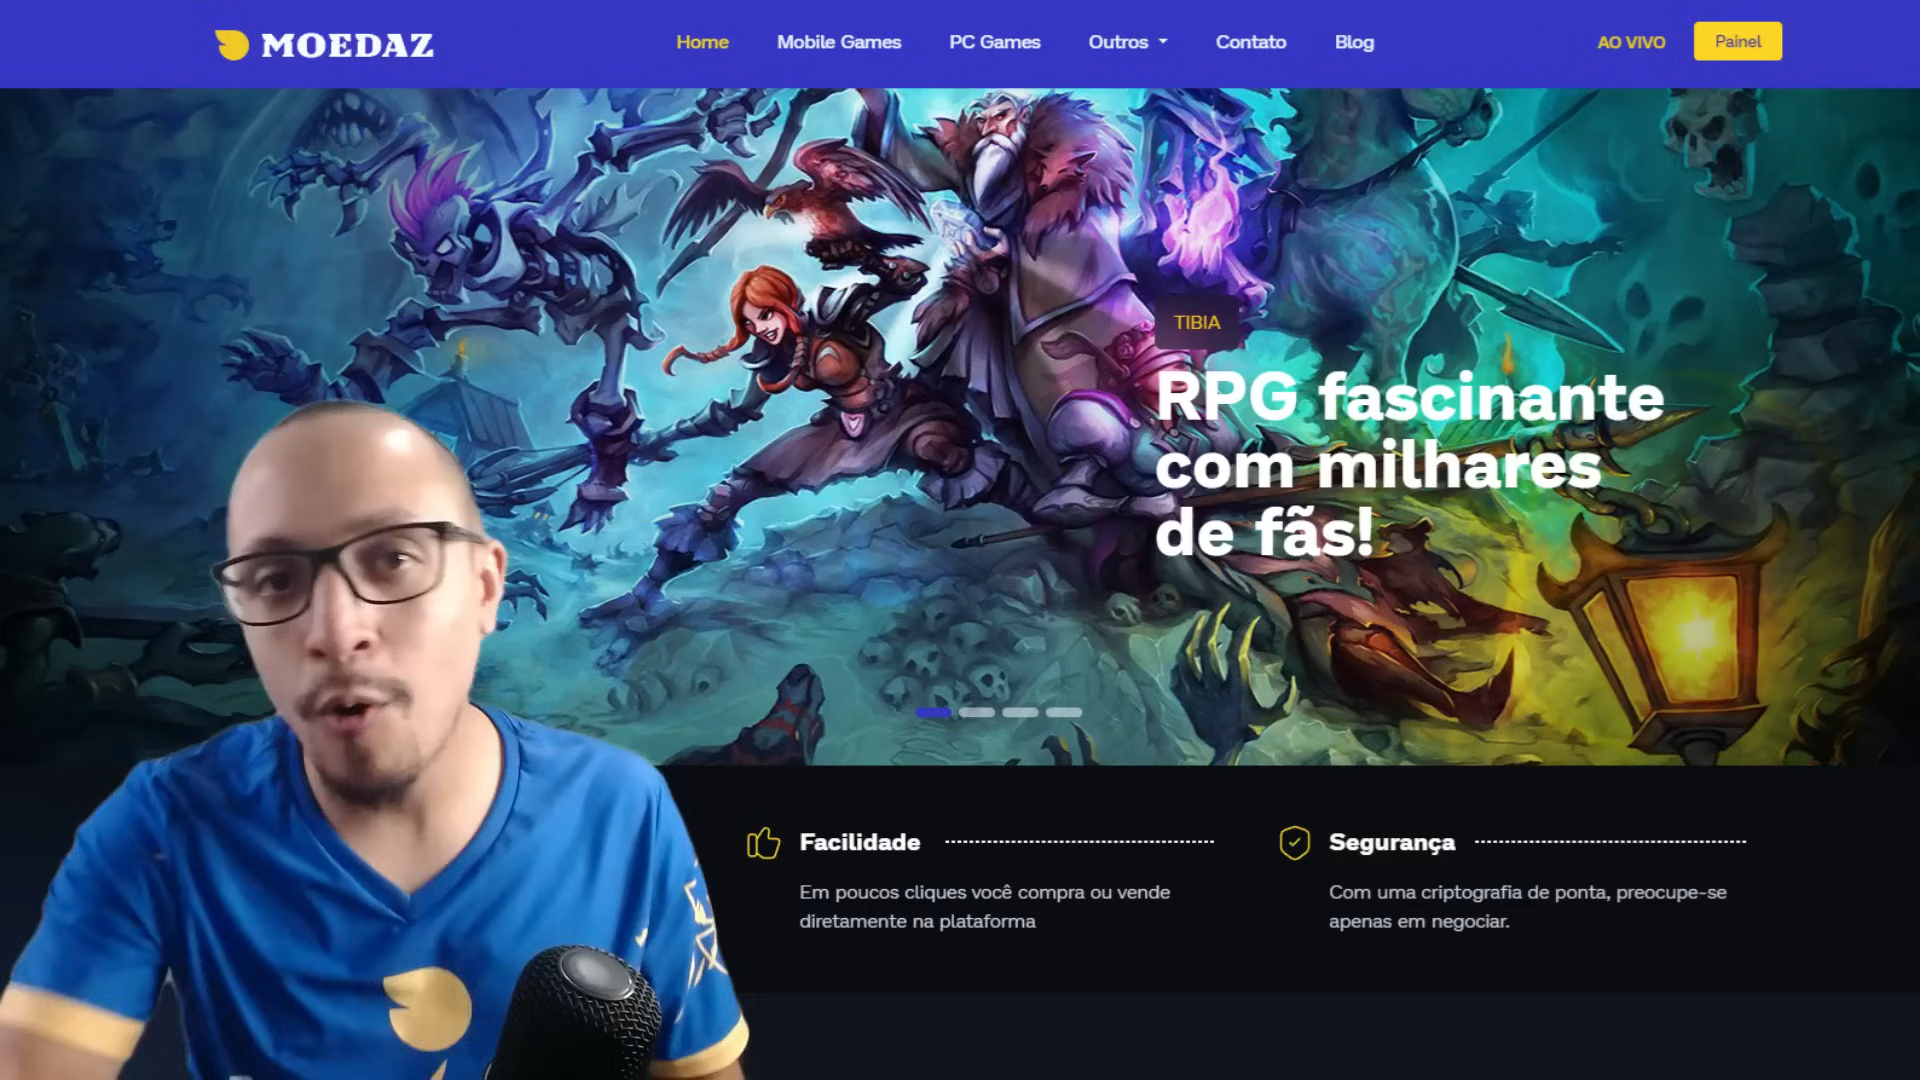 MOEDAZ
Home
Mobile Games
PC Games
Outros
Contato
Blog
AO VIVO
Painel
TIBIA
RPG fascinante
com milhares
de fãs!
Facilidade
Em poucos cliques você compra ou vende
diretamente na plataforma
Segurança
Com uma criptografia de ponta, preocupe-se
apenas em negociar.